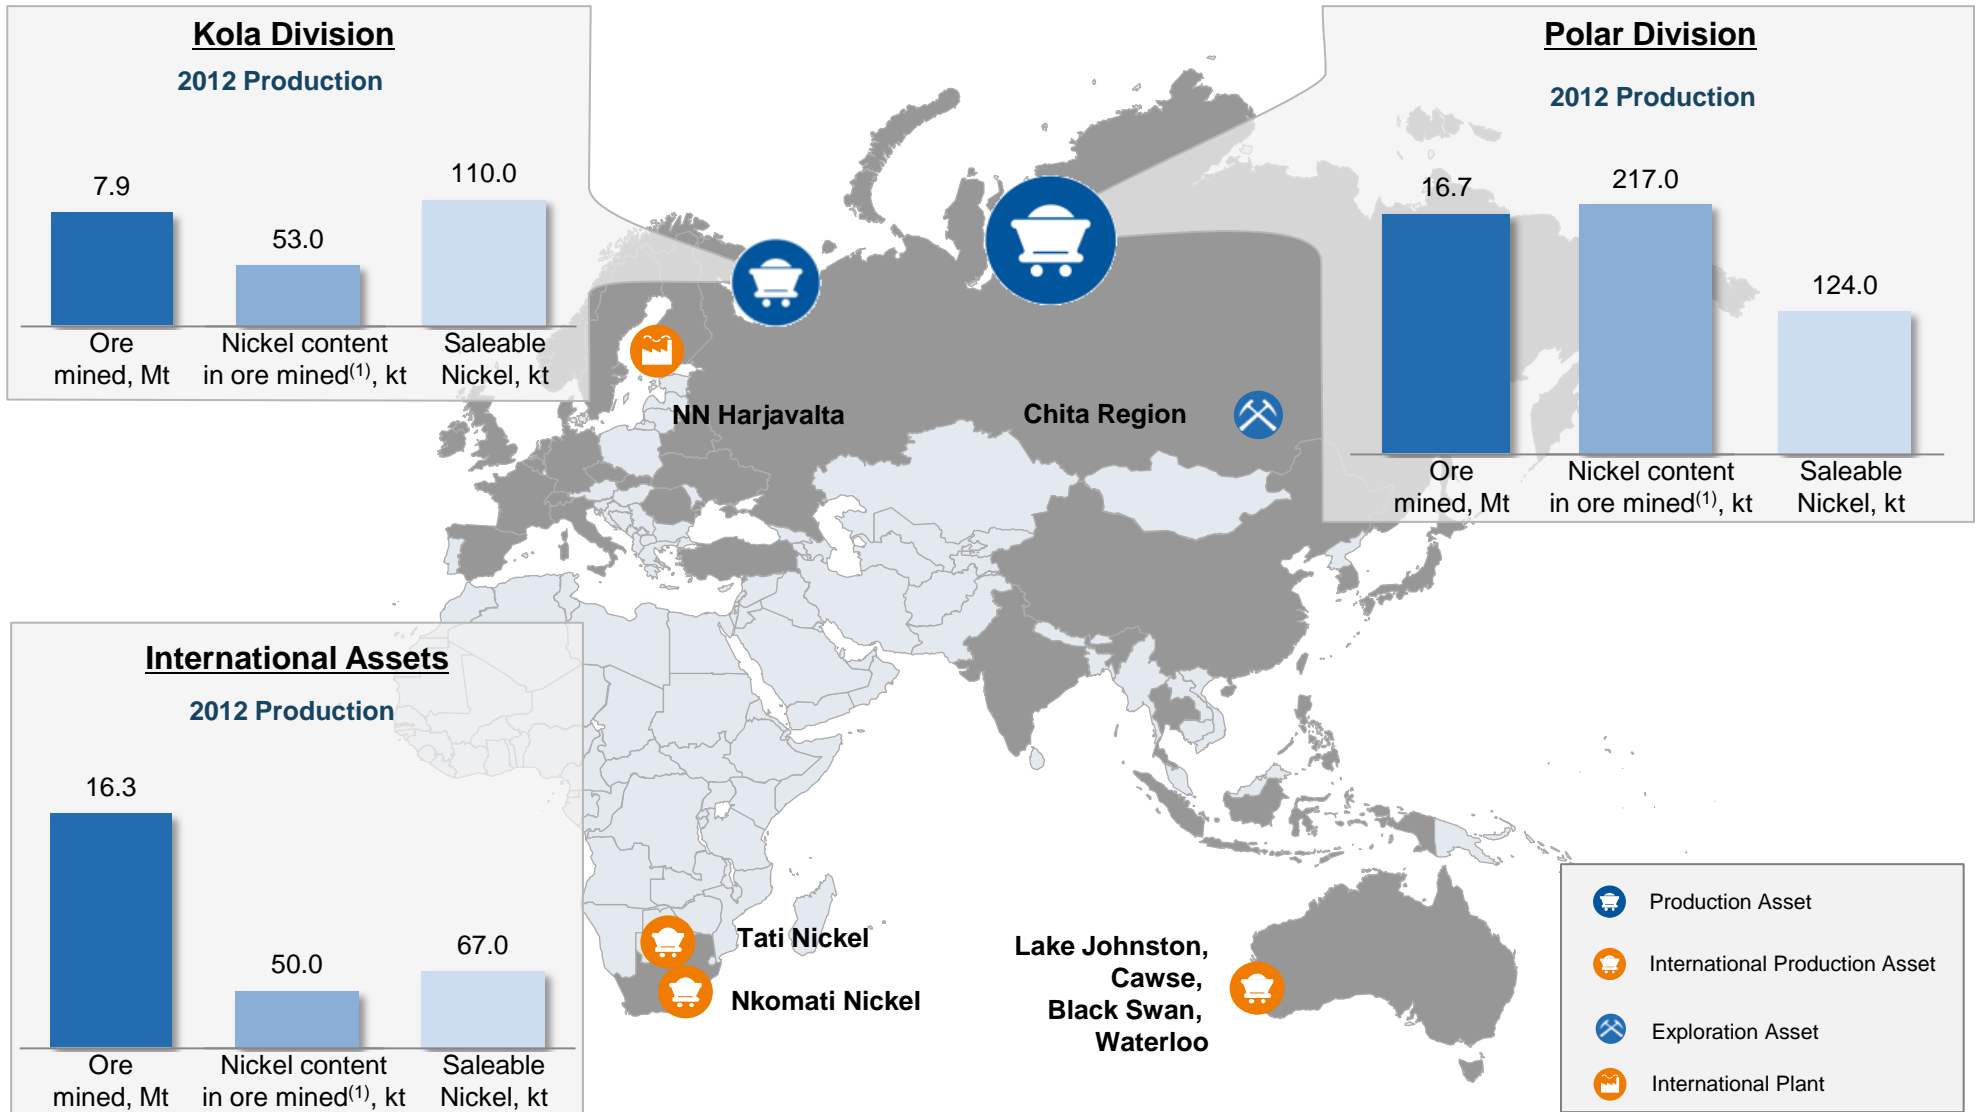 Kola Division
2012 Production
7.9
53.0
110.0
Ore
mined, Mt
Nickel content
in ore mined(1), kt
Saleable
Nickel, kt
Polar Division
2012 Production
16.7
217.0
124.0
Ore
mined, Mt
Nickel content
in ore mined(1), kt
Saleable
Nickel, kt
NN Harjavalta
Chita Region
International Assets
2012 Production
16.3
50.0
67.0
Ore
mined, Mt
Nickel content
in ore mined(1), kt
Saleable
Nickel, kt
Tati Nickel
Nkomati Nickel
Lake Johnston,
Cawse,
Black Swan,
Waterloo
Production Asset
International Production Asset
Exploration Asset
International Plant